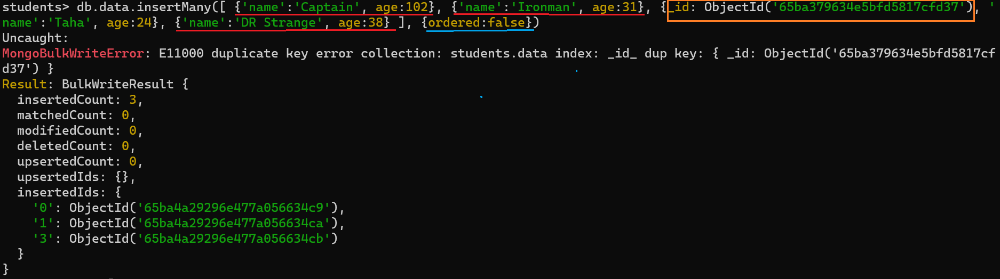 students> db.data.insertMany([ {'name':'Captain', age:102}, {'name':'Ironman', age:31}, {_id: ObjectId('65ba379634e5bfd5817cfd37'), '
name':'Taha', age:24}, {'name':'DR Strange', age:38} ], {ordered:false})
Uncaught:
MongoBulkWriteError: E11000 duplicate key error collection: students.data index: _id_ dup key: { _id: ObjectId('65ba379634e5bfd5817cf
d37') }
Result: BulkWriteResult {
  insertedCount: 3,
  matchedCount: 0,
  modifiedCount: 0,
  deletedCount: 0,
  upsertedCount: 0,
  upsertedIds: {},
  insertedIds: {
    '0': ObjectId('65ba4a29296e477a056634c9'),
    '1': ObjectId('65ba4a29296e477a056634ca'),
    '3': ObjectId('65ba4a29296e477a056634cb')
  }
}